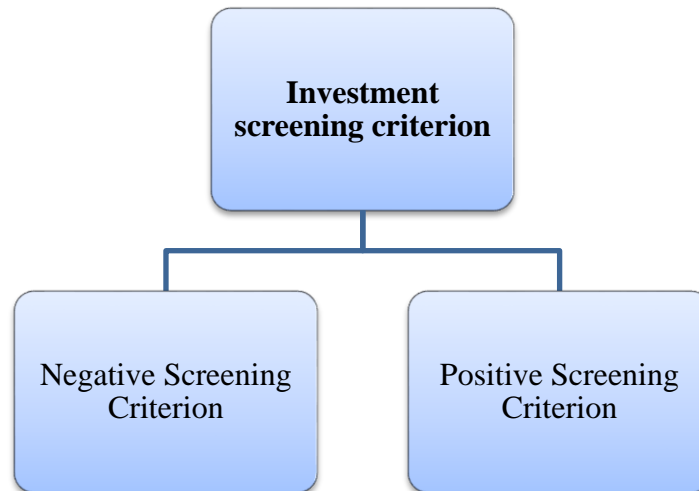 Investment
screening criterion
Negative Screening
Criterion
Positive Screening
Criterion